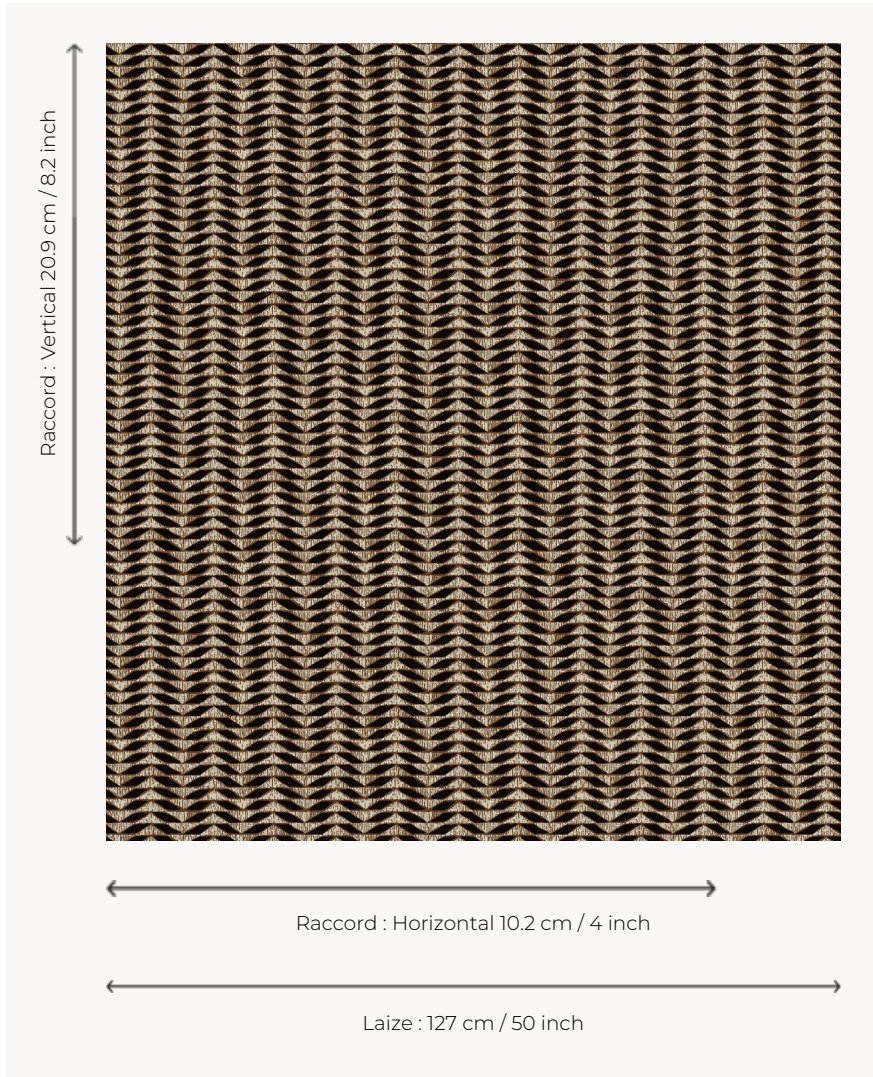 Raccord : Vertical 20.9 cm / 8.2 inch
Raccord : Horizontal 10.2 cm / 4 inch
Laize : 127 cm / 50 inch